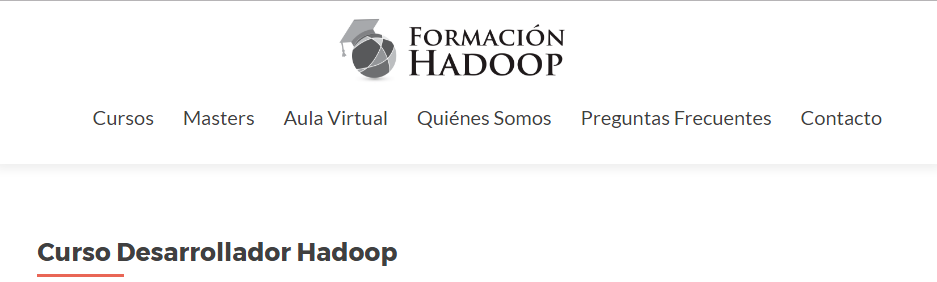 FORMACIÓN
HADOOP
Cursos Masters Aula Virtual Quiénes Somos Preguntas Frecuentes Contacto
Curso Desarrollador Hadoop